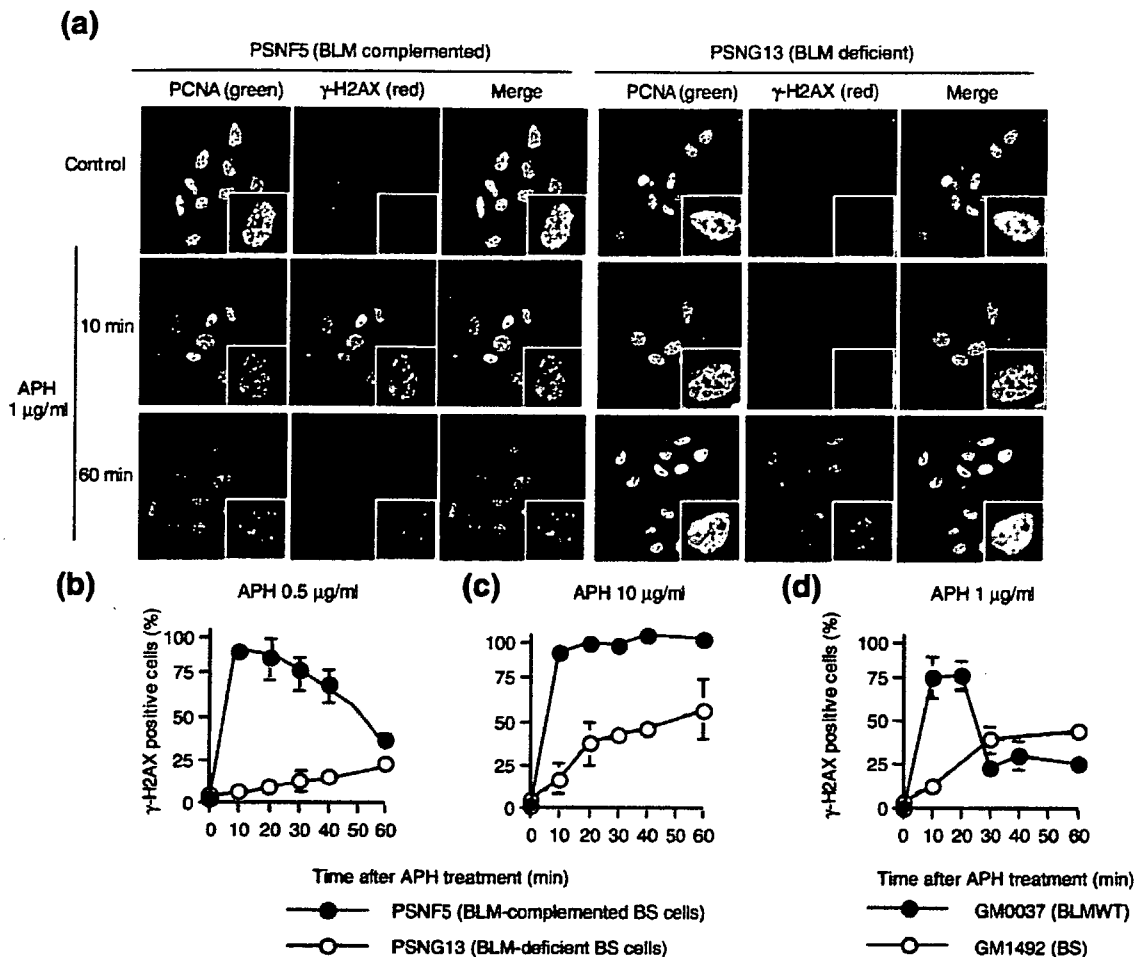 (a)
PSNF5 (BLM complemented)
PSNG13 (BLM deficient)
PCNA (green)
γ-H2AX (red)
Merge
PCNA (green)
γ-H2AX (red)
Merge
Control
10 min
APH
1 μg/ml
60 min
(b)
APH 0.5 μg/ml
γ-H2AX positive cells (%)
100
75
50
25
0
0 10 20 30 40 50 60
(c)
APH 10 μg/ml
100
75
50
25
0
0 10 20 30 40 50 60
Time after APH treatment (min)
PSNF5 (BLM-complemented BS cells)
PSNG13 (BLM-deficient BS cells)
(d)
APH 1 μg/ml
γ-H2AX positive cells (%)
100
75
50
25
0
0 10 20 30 40 60
Time after APH treatment (min)
GM0037 (BLMWT)
GM1492 (BS)